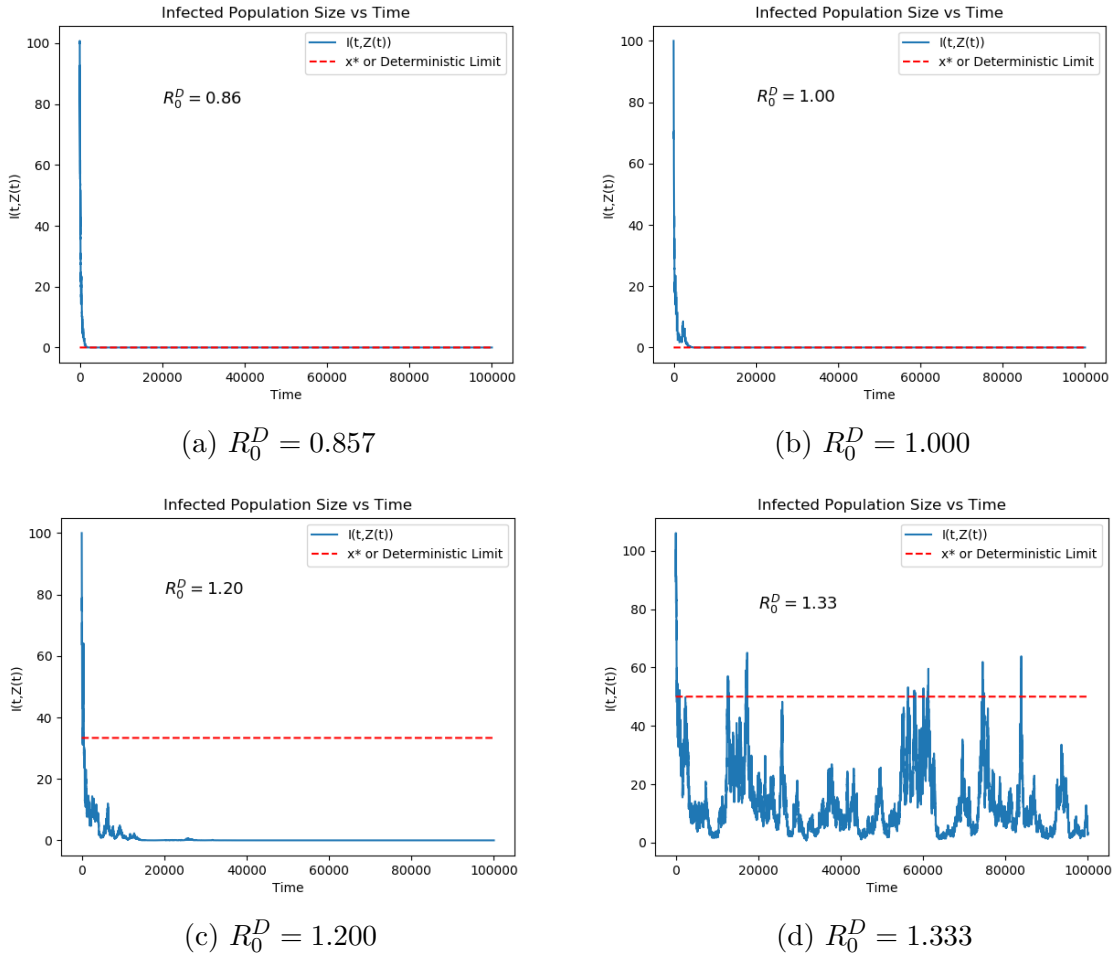 Infected Population Size vs Time
I(t,Z(t))
x* or Deterministic Limit
R_0^D = 0.86
100
80
60
40
20
0
I(t,Z(t))
0 20000 40000 60000 80000 100000
Time
(a) R_0^D = 0.857
Infected Population Size vs Time
I(t,Z(t))
x* or Deterministic Limit
R_0^D = 1.00
100
80
60
40
20
0
I(t,Z(t))
0 20000 40000 60000 80000 100000
Time
(b) R_0^D = 1.000
Infected Population Size vs Time
I(t,Z(t))
x* or Deterministic Limit
R_0^D = 1.20
100
80
60
40
20
0
I(t,Z(t))
0 20000 40000 60000 80000 100000
Time
(c) R_0^D = 1.200
Infected Population Size vs Time
I(t,Z(t))
x* or Deterministic Limit
R_0^D = 1.33
100
80
60
40
20
0
I(t,Z(t))
0 20000 40000 60000 80000 100000
Time
(d) R_0^D = 1.333